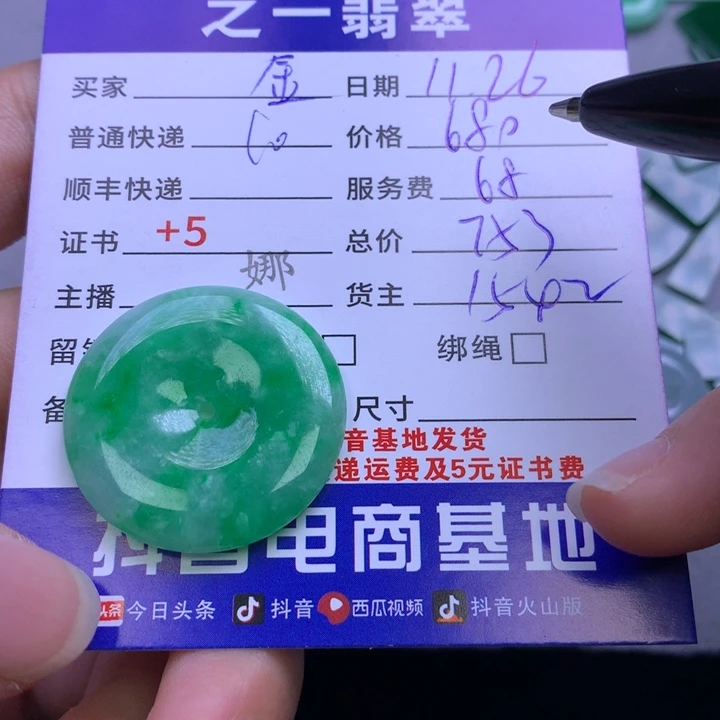 之一翡翠
买家 金 日期 11.26
普通快递 价格 680
顺丰快递 服务费 68
证书 +5 总价 753
主播 娜 货主 1542
留 绑绳
备 尺寸
音基地发货
递运费及5元证书费
抖音电商基地
头条 今日头条 抖音 西瓜视频 抖音火山版